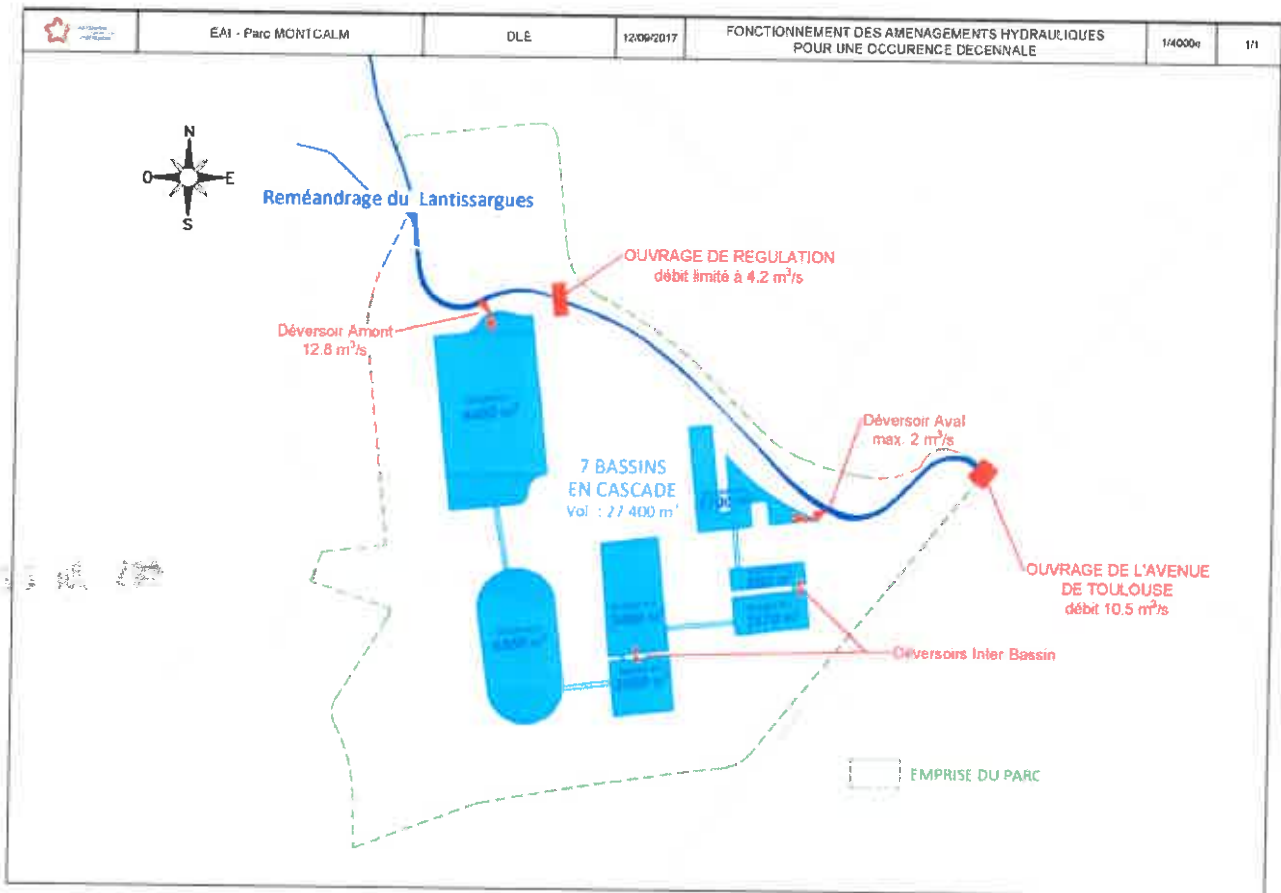 EAI - Parc MONTCALM
DLE
12/09/2017
FONCTIONNEMENT DES AMENAGEMENTS HYDRAULIQUES
POUR UNE OCCURENCE DECENNALE
1/4000e
1/1
N
O
E
S
Reméandrage du Lantissargues
OUVRAGE DE REGULATION
débit limité à 4.2 m³/s
Déversoir Amont
12.8 m³/s
Déversoir Aval
max. 2 m³/s
7 BASSINS
EN CASCADE
Vol : 27 400 m³
OUVRAGE DE L'AVENUE
DE TOULOUSE
débit 10.5 m³/s
Déversoirs Inter Bassin
EMPRISE DU PARC